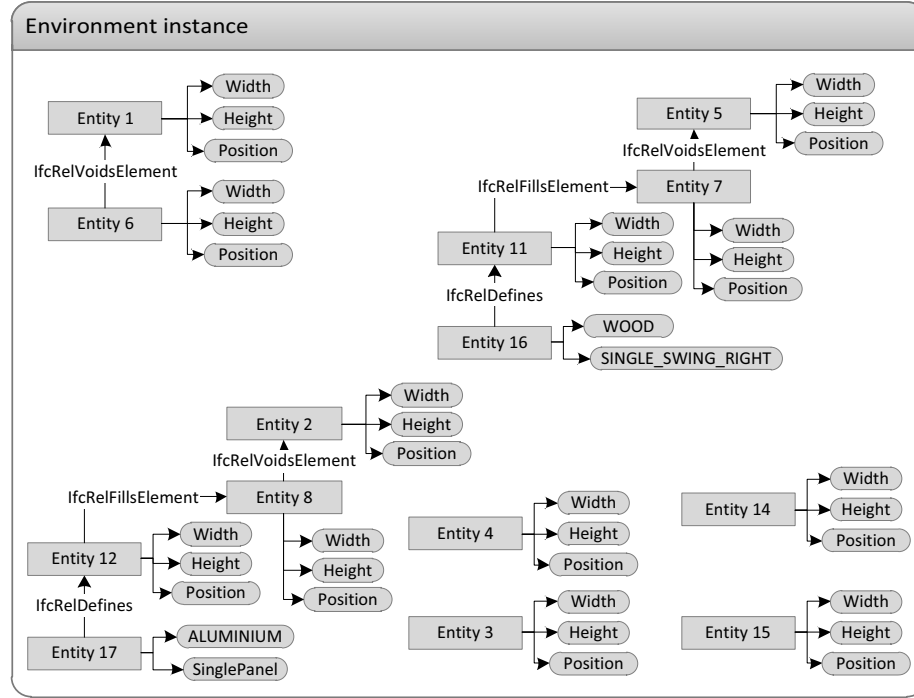 Environment instance
Entity 1
Width
Height
Position
IfcRelVoidsElement
Entity 6
Width
Height
Position
Entity 5
Width
Height
Position
IfcRelVoidsElement
IfcRelFillsElement
Entity 7
Width
Height
Position
Entity 11
Width
Height
Position
IfcRelDefines
Entity 16
WOOD
SINGLE_SWING_RIGHT
Entity 2
Width
Height
Position
IfcRelVoidsElement
IfcRelFillsElement
Entity 8
Width
Height
Position
Entity 12
Width
Height
Position
IfcRelDefines
Entity 17
ALUMINIUM
SinglePanel
Entity 4
Width
Height
Position
Entity 14
Width
Height
Position
Entity 3
Width
Height
Position
Entity 15
Width
Height
Position